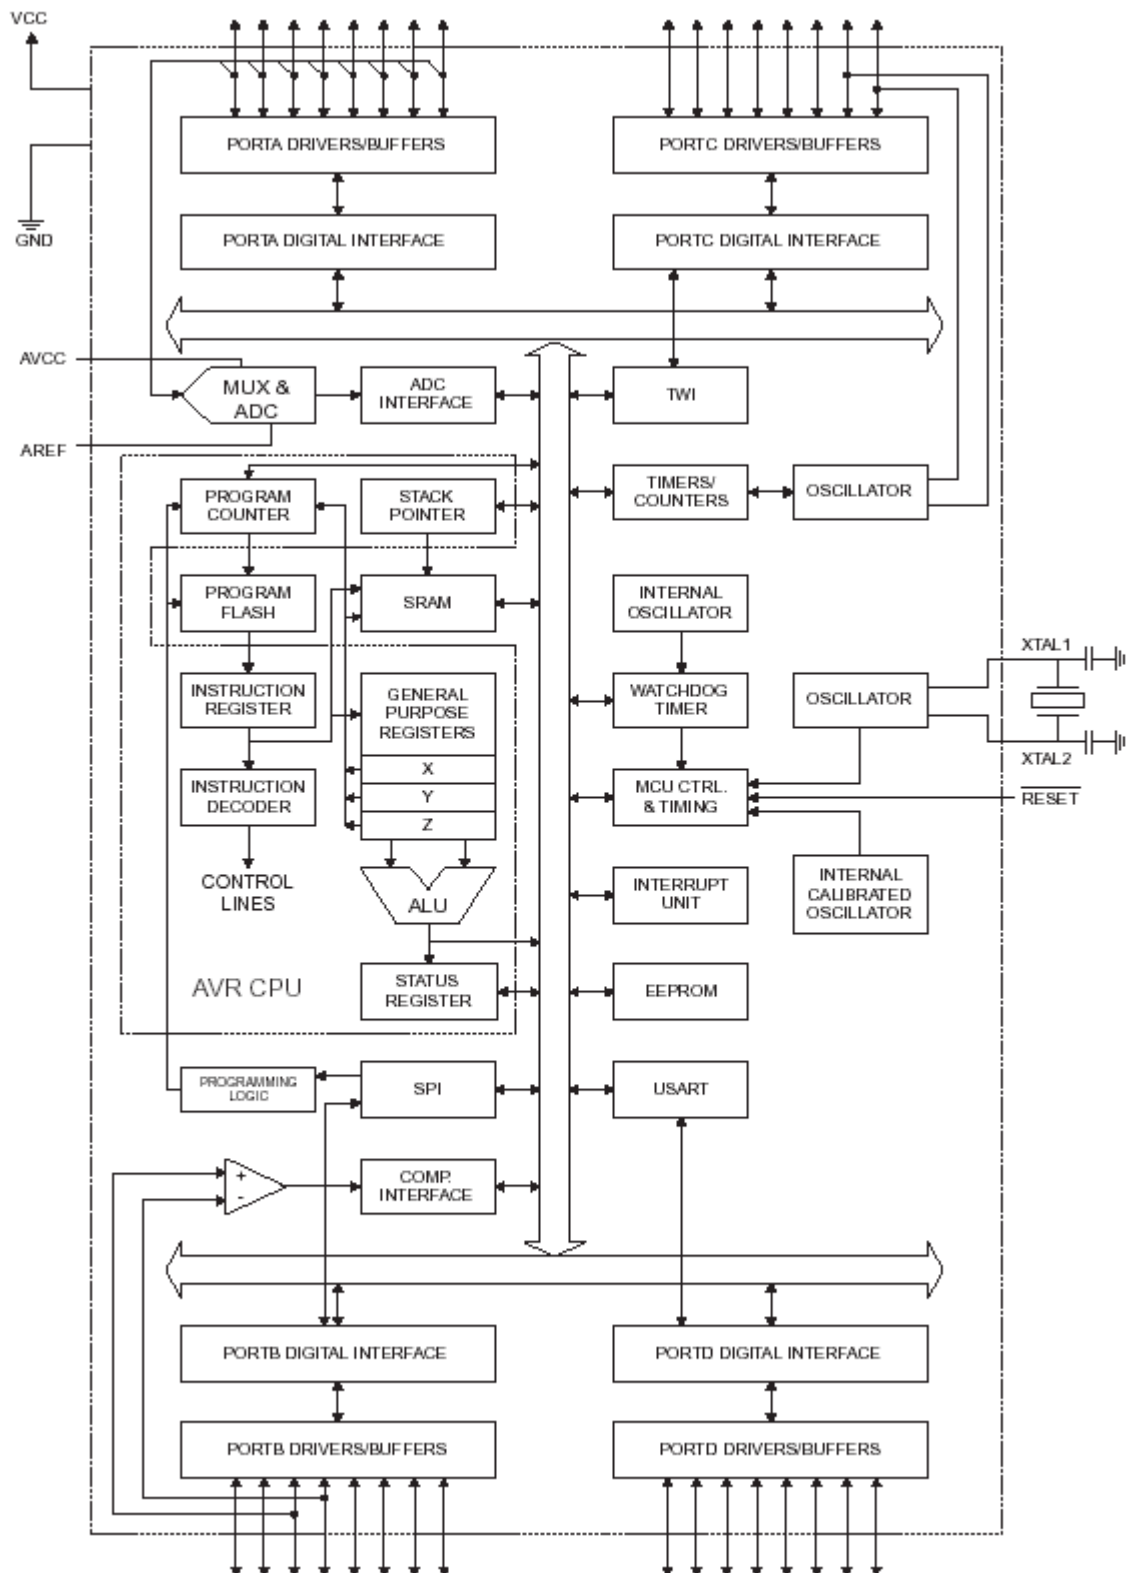 VCC
GND
PORTA DRIVERS/BUFFERS
PORTC DRIVERS/BUFFERS
PORTA DIGITAL INTERFACE
PORTC DIGITAL INTERFACE
AVCC
MUX &
ADC
ADC
INTERFACE
TWI
AREF
PROGRAM
COUNTER
STACK
POINTER
TIMERS/
COUNTERS
OSCILLATOR
PROGRAM
FLASH
SRAM
INTERNAL
OSCILLATOR
XTAL1
INSTRUCTION
REGISTER
GENERAL
PURPOSE
REGISTERS
WATCHDOG
TIMER
OSCILLATOR
XTAL2
X
Y
Z
INSTRUCTION
DECODER
MCU CTRL.
& TIMING
RESET
CONTROL
LINES
ALU
INTERRUPT
UNIT
INTERNAL
CALIBRATED
OSCILLATOR
AVR CPU
STATUS
REGISTER
EEPROM
PROGRAMMING
LOGIC
SPI
USART
+
-
COMP.
INTERFACE
PORTB DIGITAL INTERFACE
PORTD DIGITAL INTERFACE
PORTB DRIVERS/BUFFERS
PORTD DRIVERS/BUFFERS